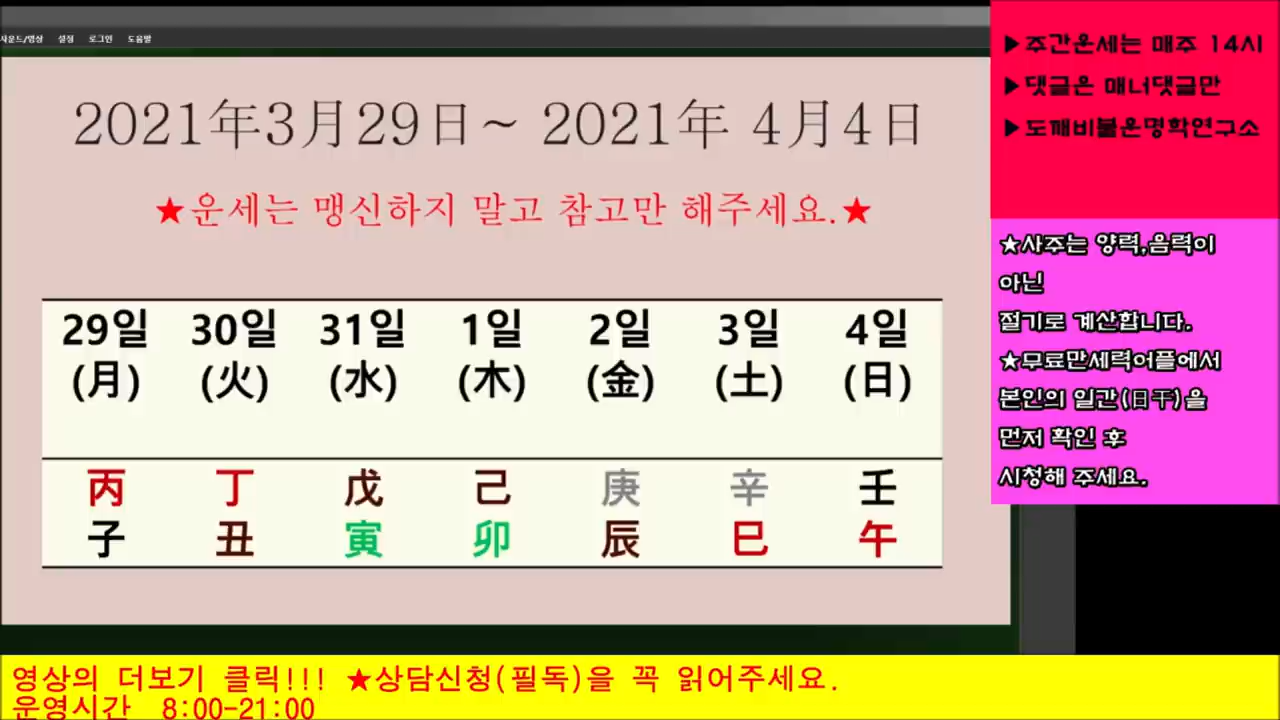 사운드/영상 설정 로그인 도움말
2021年3月29日~ 2021年 4月4日
★운세는 맹신하지 말고 참고만 해주세요.★
29일 30일 31일 1일 2일 3일 4일
(月) (火) (水) (木) (金) (土) (日)
丙 丁 戊 己 庚 辛 壬
子 丑 寅 卯 辰 巳 午
▶주간운세는 매주 14시
▶댓글은 매너댓글만
▶도깨비불운명학연구소
★사주는 양력,음력이
아닌
절기로 계산합니다.
★무료만세력어플에서
본인의 일간(日干)을
먼저 확인 후
시청해 주세요.
영상의 더보기 클릭!!! ★상담신청(필독)을 꼭 읽어주세요.
운영시간 8:00-21:00